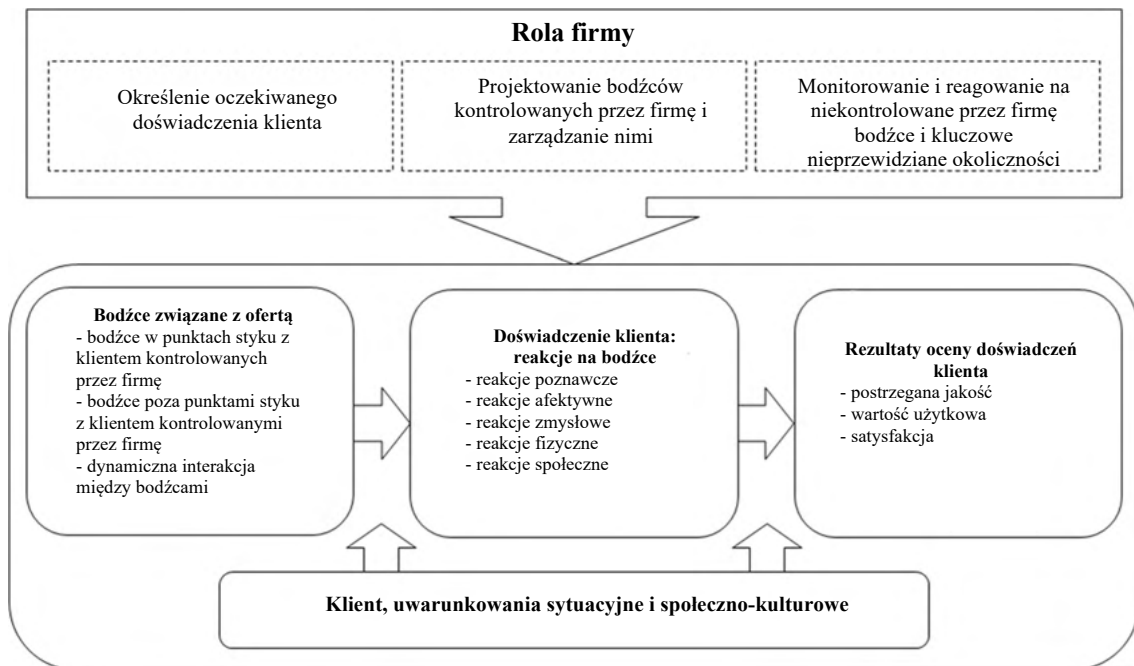 Rola firmy
Określenie oczekiwanego
doświadczenia klienta
Projektowanie bodźców
kontrolowanych przez firmę i
zarządzanie nimi
Monitorowanie i reagowanie na
niekontrolowane przez firmę
bodźce i kluczowe
nieprzewidziane okoliczności
Bodźce związane z ofertą
- bodźce w punktach styku z
klientem kontrolowanych
przez firmę
- bodźce poza punktami styku
z klientem kontrolowanymi
przez firmę
- dynamiczna interakcja
między bodźcami
Doświadczenie klienta:
reakcje na bodźce
- reakcje poznawcze
- reakcje afektywne
- reakcje zmysłowe
- reakcje fizyczne
- reakcje społeczne
Rezultaty oceny doświadczeń
klienta
- postrzegana jakość
- wartość użytkowa
- satysfakcja
Klient, uwarunkowania sytuacyjne i społeczno-kulturowe